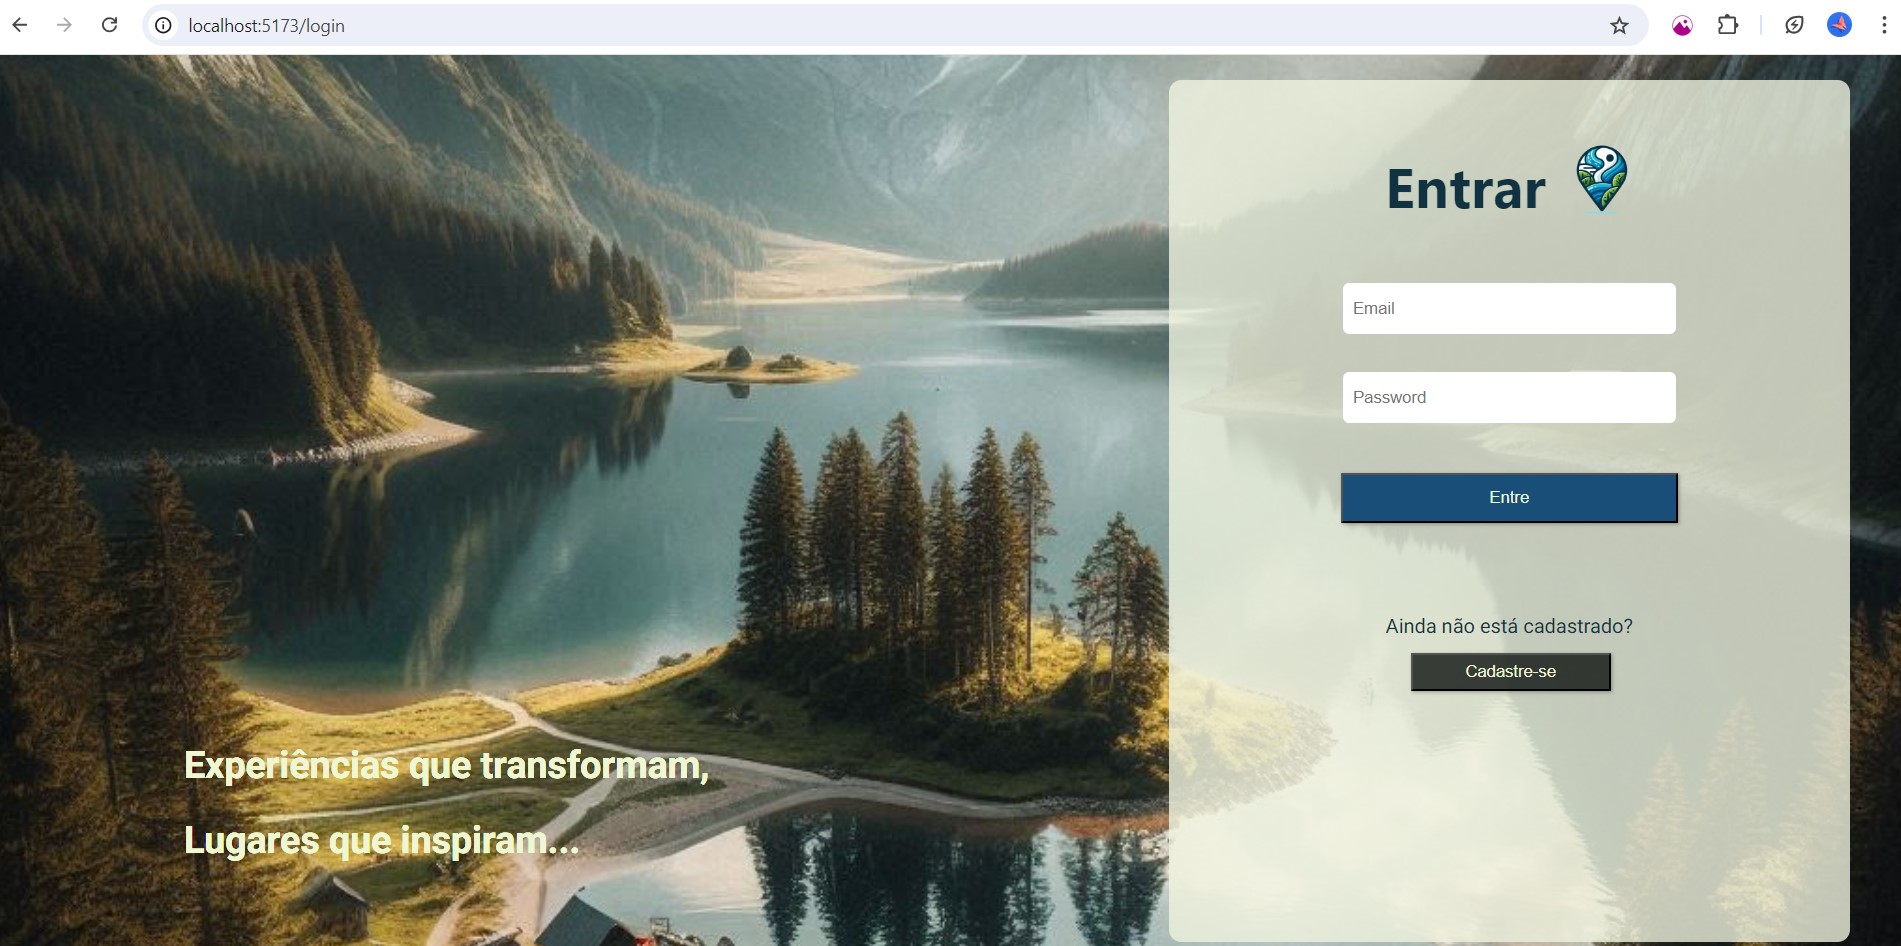 localhost:5173/login
Entrar
Email
Password
Entre
Ainda não está cadastrado?
Cadastre-se
Experiências que transformam,
Lugares que inspiram...